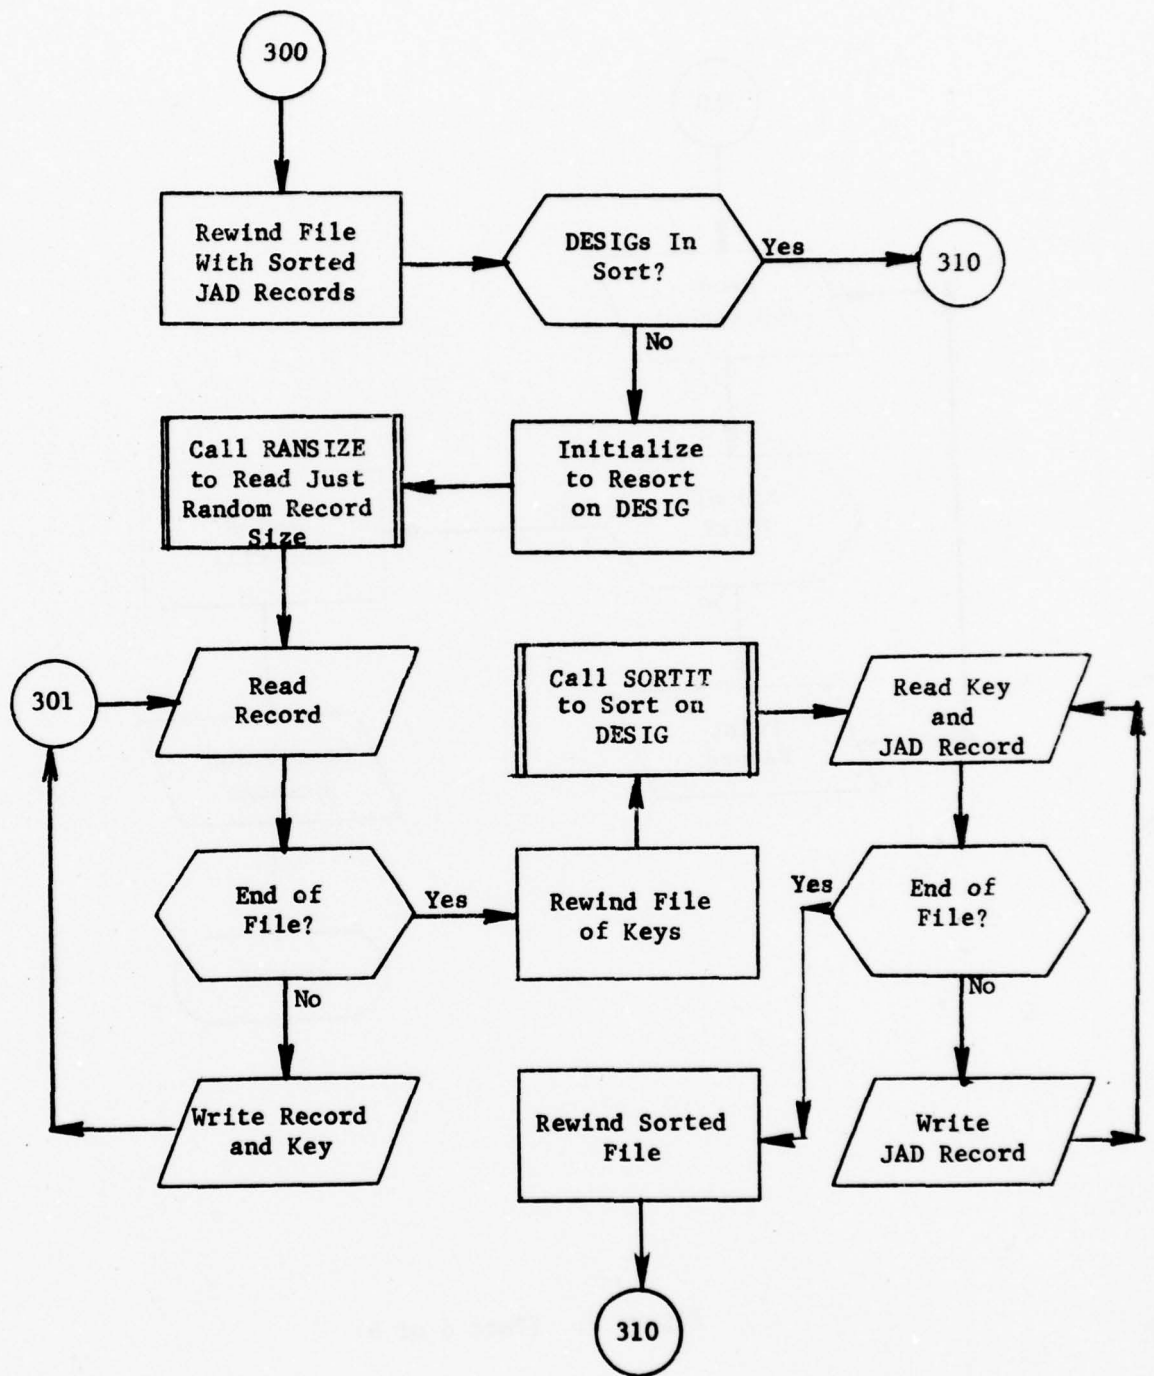 300
Rewind File
With Sorted
JAD Records
DESIGs In
Sort?
Yes
310
No
Call RANSIZE
to Read Just
Random Record
Size
Initialize
to Resort
on DESIG
301
Read
Record
Call SORTIT
to Sort on
DESIG
Read Key
and
JAD Record
End of
File?
Yes
Rewind File
of Keys
Yes
End of
File?
No
No
Write Record
and Key
Rewind Sorted
File
Write
JAD Record
310